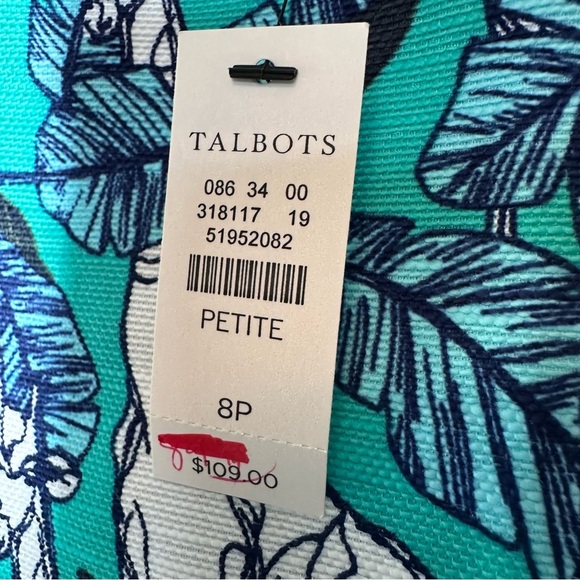 TALBOTS
086 34 00
318117 19
51952082
PETITE
8P
$109.00